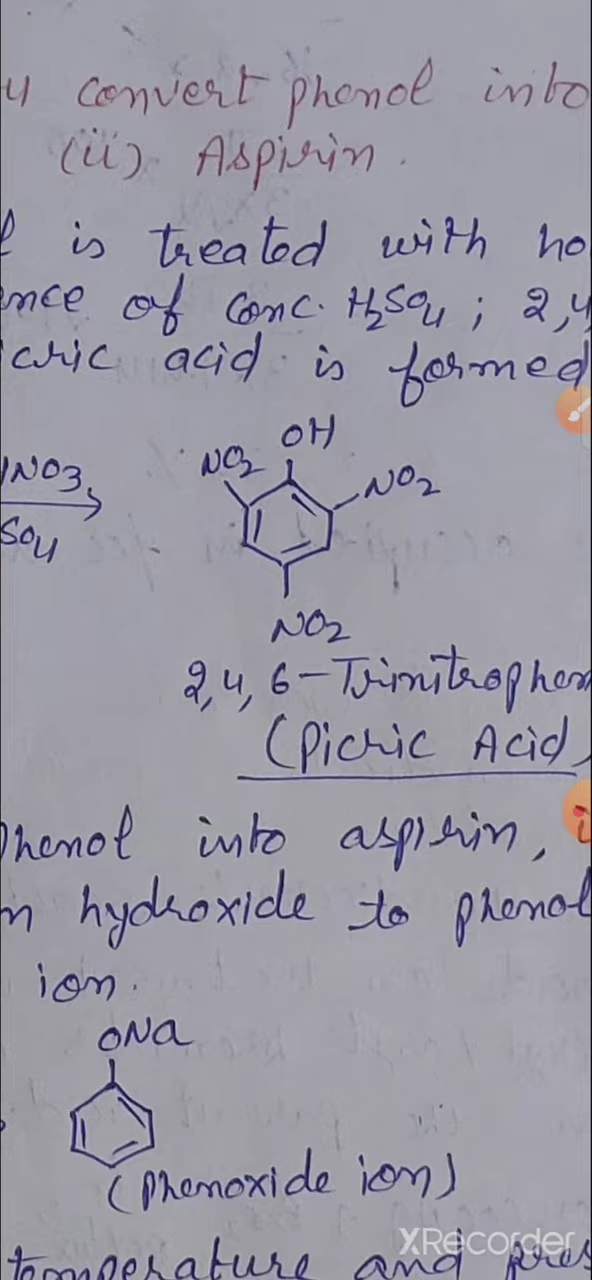 convert phenol into
(ii) Aspirin.
is treated with
of Conc. H2SO4; 2,4
acid is formed
OH
NO2
NO2
NO3,
SO4
NO2
2,4,6-Trinitrophen
(Picric Acid)
Phenol into aspirin,
hydroxide to phenol
ion.
ONa
(Phenoxide ion)
temperature and pres
XRecorder